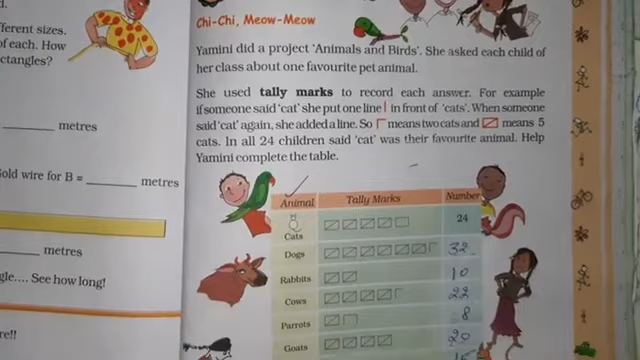 d.
fferent sizes.
of each. How
ctangles?
______ metres
Gold wire for B = ______ metres
______ metres
gle.... See how long!
re!!
Chi-Chi, Meow-Meow
Yamini did a project 'Animals and Birds'. She asked each child of
her class about one favourite pet animal.
She used tally marks to record each answer. For example
if someone said 'cat' she put one line | in front of 'cats'. When someone
said 'cat' again, she added a line. So means two cats and means 5
cats. In all 24 children said 'cat' was their favourite animal. Help
Yamini complete the table.
Animal Tally Marks Number
Cats 24
Dogs 32
Rabbits 10
Cows 22
Parrots 8
Goats 20